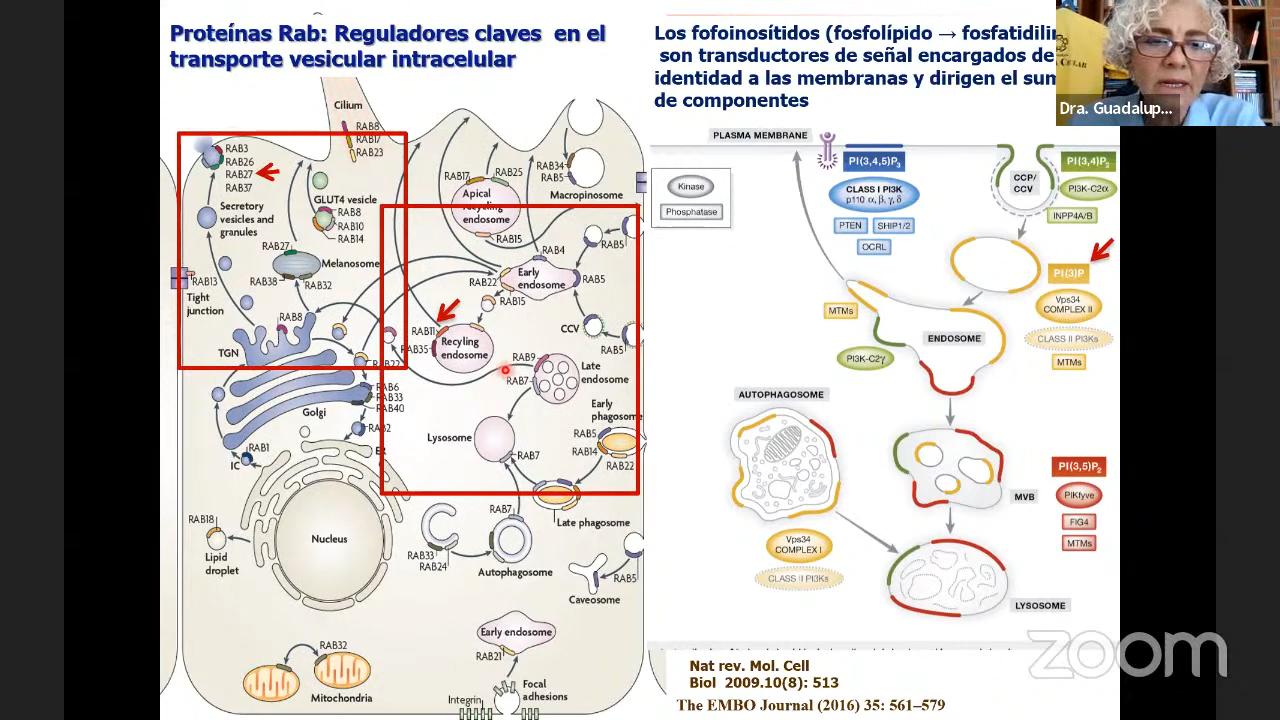 Proteínas Rab: Reguladores claves en el
transporte vesicular intracelular
Cilium
RAB8
RAB17
RAB23
RAB3
RAB26
RAB27
RAB37
Secretory
vesicles and
granules
GLUT4 vesicle
RAB8
RAB10
RAB14
RAB27
Melanosome
RAB38
RAB32
RAB13
Tight
junction
RAB8
TGN
RAB22
RAB6
RAB33
RAB40
Golgi
RAB2
RAB1
IC
ER
RAB17
RAB25
Apical
recycling
endosome
RAB15
RAB34
RAB5
Macropinosome
RAB4
RAB5
RAB22
Early
endosome
RAB5
RAB15
CCV
RAB5
RAB11
RAB35
Recyling
endosome
RAB9
RAB7
Late
endosome
Early
phagosome
RAB5
RAB14
RAB22
Lysosome
RAB7
Late phagosome
RAB7
RAB33
RAB24
Autophagosome
RAB5
Caveosome
RAB18
Lipid
droplet
Nucleus
RAB32
Mitochondria
Early endosome
RAB21
Integrin
Focal
adhesions
Los fofoinosítidos (fosfolípido → fosfatidilin
son transductores de señal encargados de
identidad a las membranas y dirigen el sum
de componentes
Dra. Guadalup...
PLASMA MEMBRANE
Kinase
Phosphatase
PI(3,4,5)P3
CLASS I PI3K
p110 α, β, γ, δ
PTEN
SHIP1/2
OCRL
CCP/
CCV
PI(3,4)P2
PI3K-C2α
INPP4A/B
PI(3)P
Vps34
COMPLEX II
CLASS II PI3Ks
MTMs
MTMs
ENDOSOME
PI3K-C2γ
AUTOPHAGOSOME
Vps34
COMPLEX I
CLASS II PI3Ks
MVB
PI(3,5)P2
PIKfyve
FIG4
MTMs
LYSOSOME
Nat rev. Mol. Cell
Biol 2009.10(8): 513
The EMBO Journal (2016) 35: 561–579
zoom